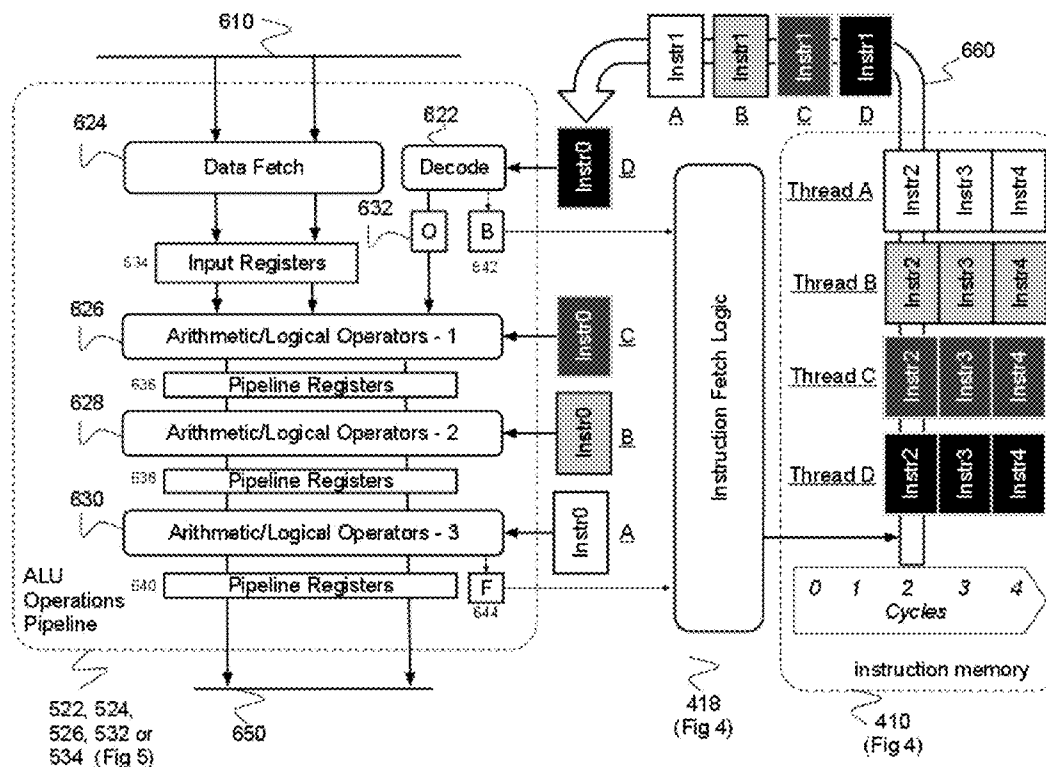 610
660
Instr1
Instr1
Instr1
Instr1
A
B
C
D
624
622
Data Fetch
Decode
Instr0
D
632
O
B
642
634
Input Registers
626
Arithmetic/Logical Operators - 1
Instr0
C
636
Pipeline Registers
628
Arithmetic/Logical Operators - 2
Instr0
B
638
Pipeline Registers
630
Arithmetic/Logical Operators - 3
Instr0
A
640
Pipeline Registers
F
644
ALU
Operations
Pipeline
522, 524,
526, 532 or
534 (Fig 5)
650
Instruction Fetch Logic
418
(Fig 4)
Thread A
Instr2
Instr3
Instr4
Thread B
Instr2
Instr3
Instr4
Thread C
Instr2
Instr3
Instr4
Thread D
Instr2
Instr3
Instr4
0 1 2 3 4
Cycles
instruction memory
410
(Fig 4)